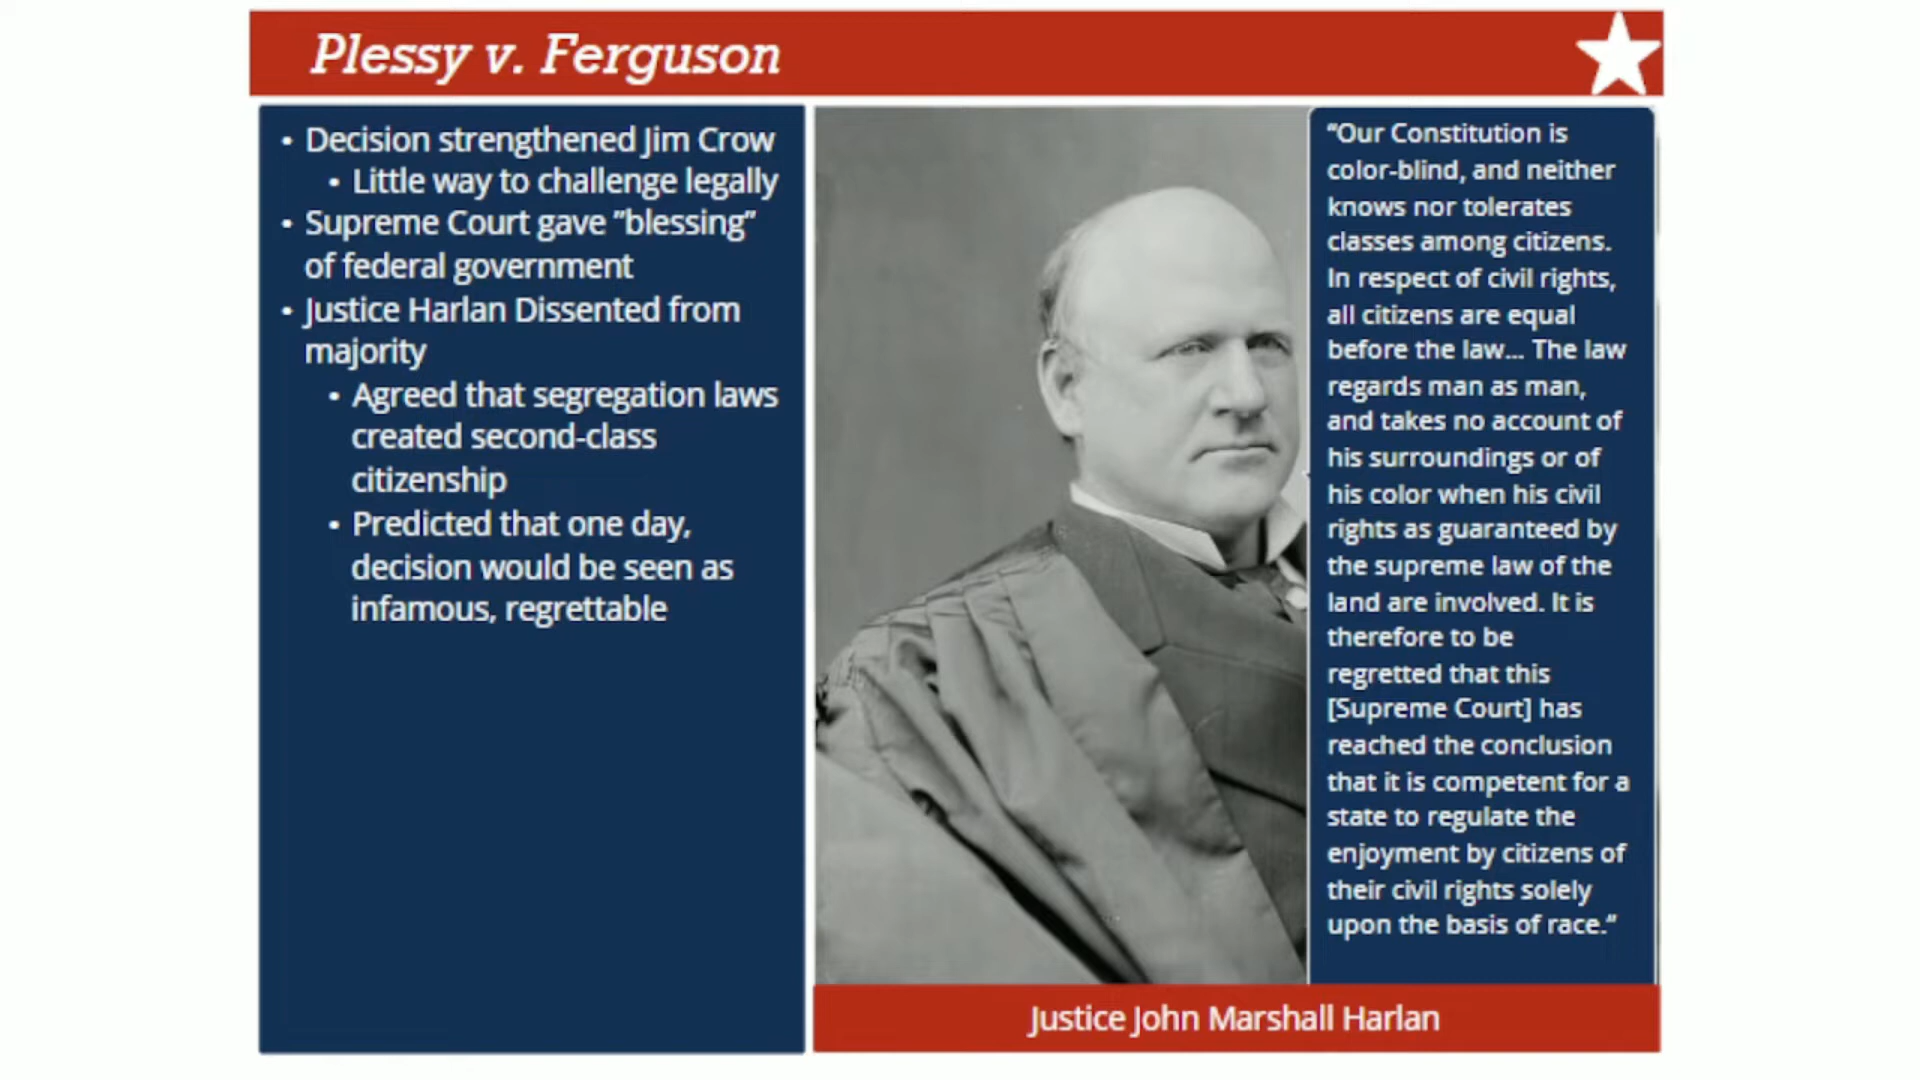 Plessy v. Ferguson
• Decision strengthened Jim Crow
• Little way to challenge legally
• Supreme Court gave ”blessing”
of federal government
• Justice Harlan Dissented from
majority
• Agreed that segregation laws
created second-class
citizenship
• Predicted that one day,
decision would be seen as
infamous, regrettable
“Our Constitution is
color-blind, and neither
knows nor tolerates
classes among citizens.
In respect of civil rights,
all citizens are equal
before the law... The law
regards man as man,
and takes no account of
his surroundings or of
his color when his civil
rights as guaranteed by
the supreme law of the
land are involved. It is
therefore to be
regretted that this
[Supreme Court] has
reached the conclusion
that it is competent for a
state to regulate the
enjoyment by citizens of
their civil rights solely
upon the basis of race.”
Justice John Marshall Harlan